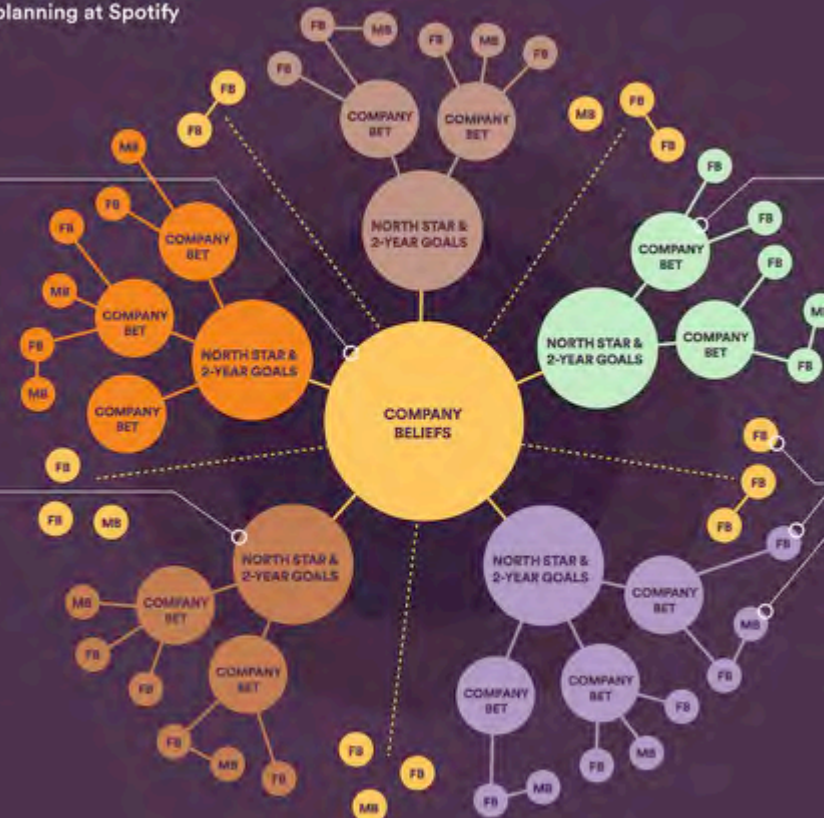 planning at Spotify
FB
MB
FB
COMPANY
BET
FB
MB
FB
COMPANY
BET
NORTH STAR &
2-YEAR GOALS
FB
FB
MB
FB
FB
FB
COMPANY
BET
FB
FB
COMPANY
BET
MB
FB
NORTH STAR &
2-YEAR GOALS
MB
FB
COMPANY
BET
FB
MB
COMPANY
BET
FB
MB
COMPANY
BET
NORTH STAR &
2-YEAR GOALS
COMPANY
BELIEFS
FB
FB
MB
FB
FB
FB
NORTH STAR &
2-YEAR GOALS
COMPANY
BET
MB
FB
FB
COMPANY
BET
FB
MB
FB
NORTH STAR &
2-YEAR GOALS
COMPANY
BET
FB
MB
FB
COMPANY
BET
FB
MB
FB
COMPANY
BET
FB
MB
FB
FB
MB